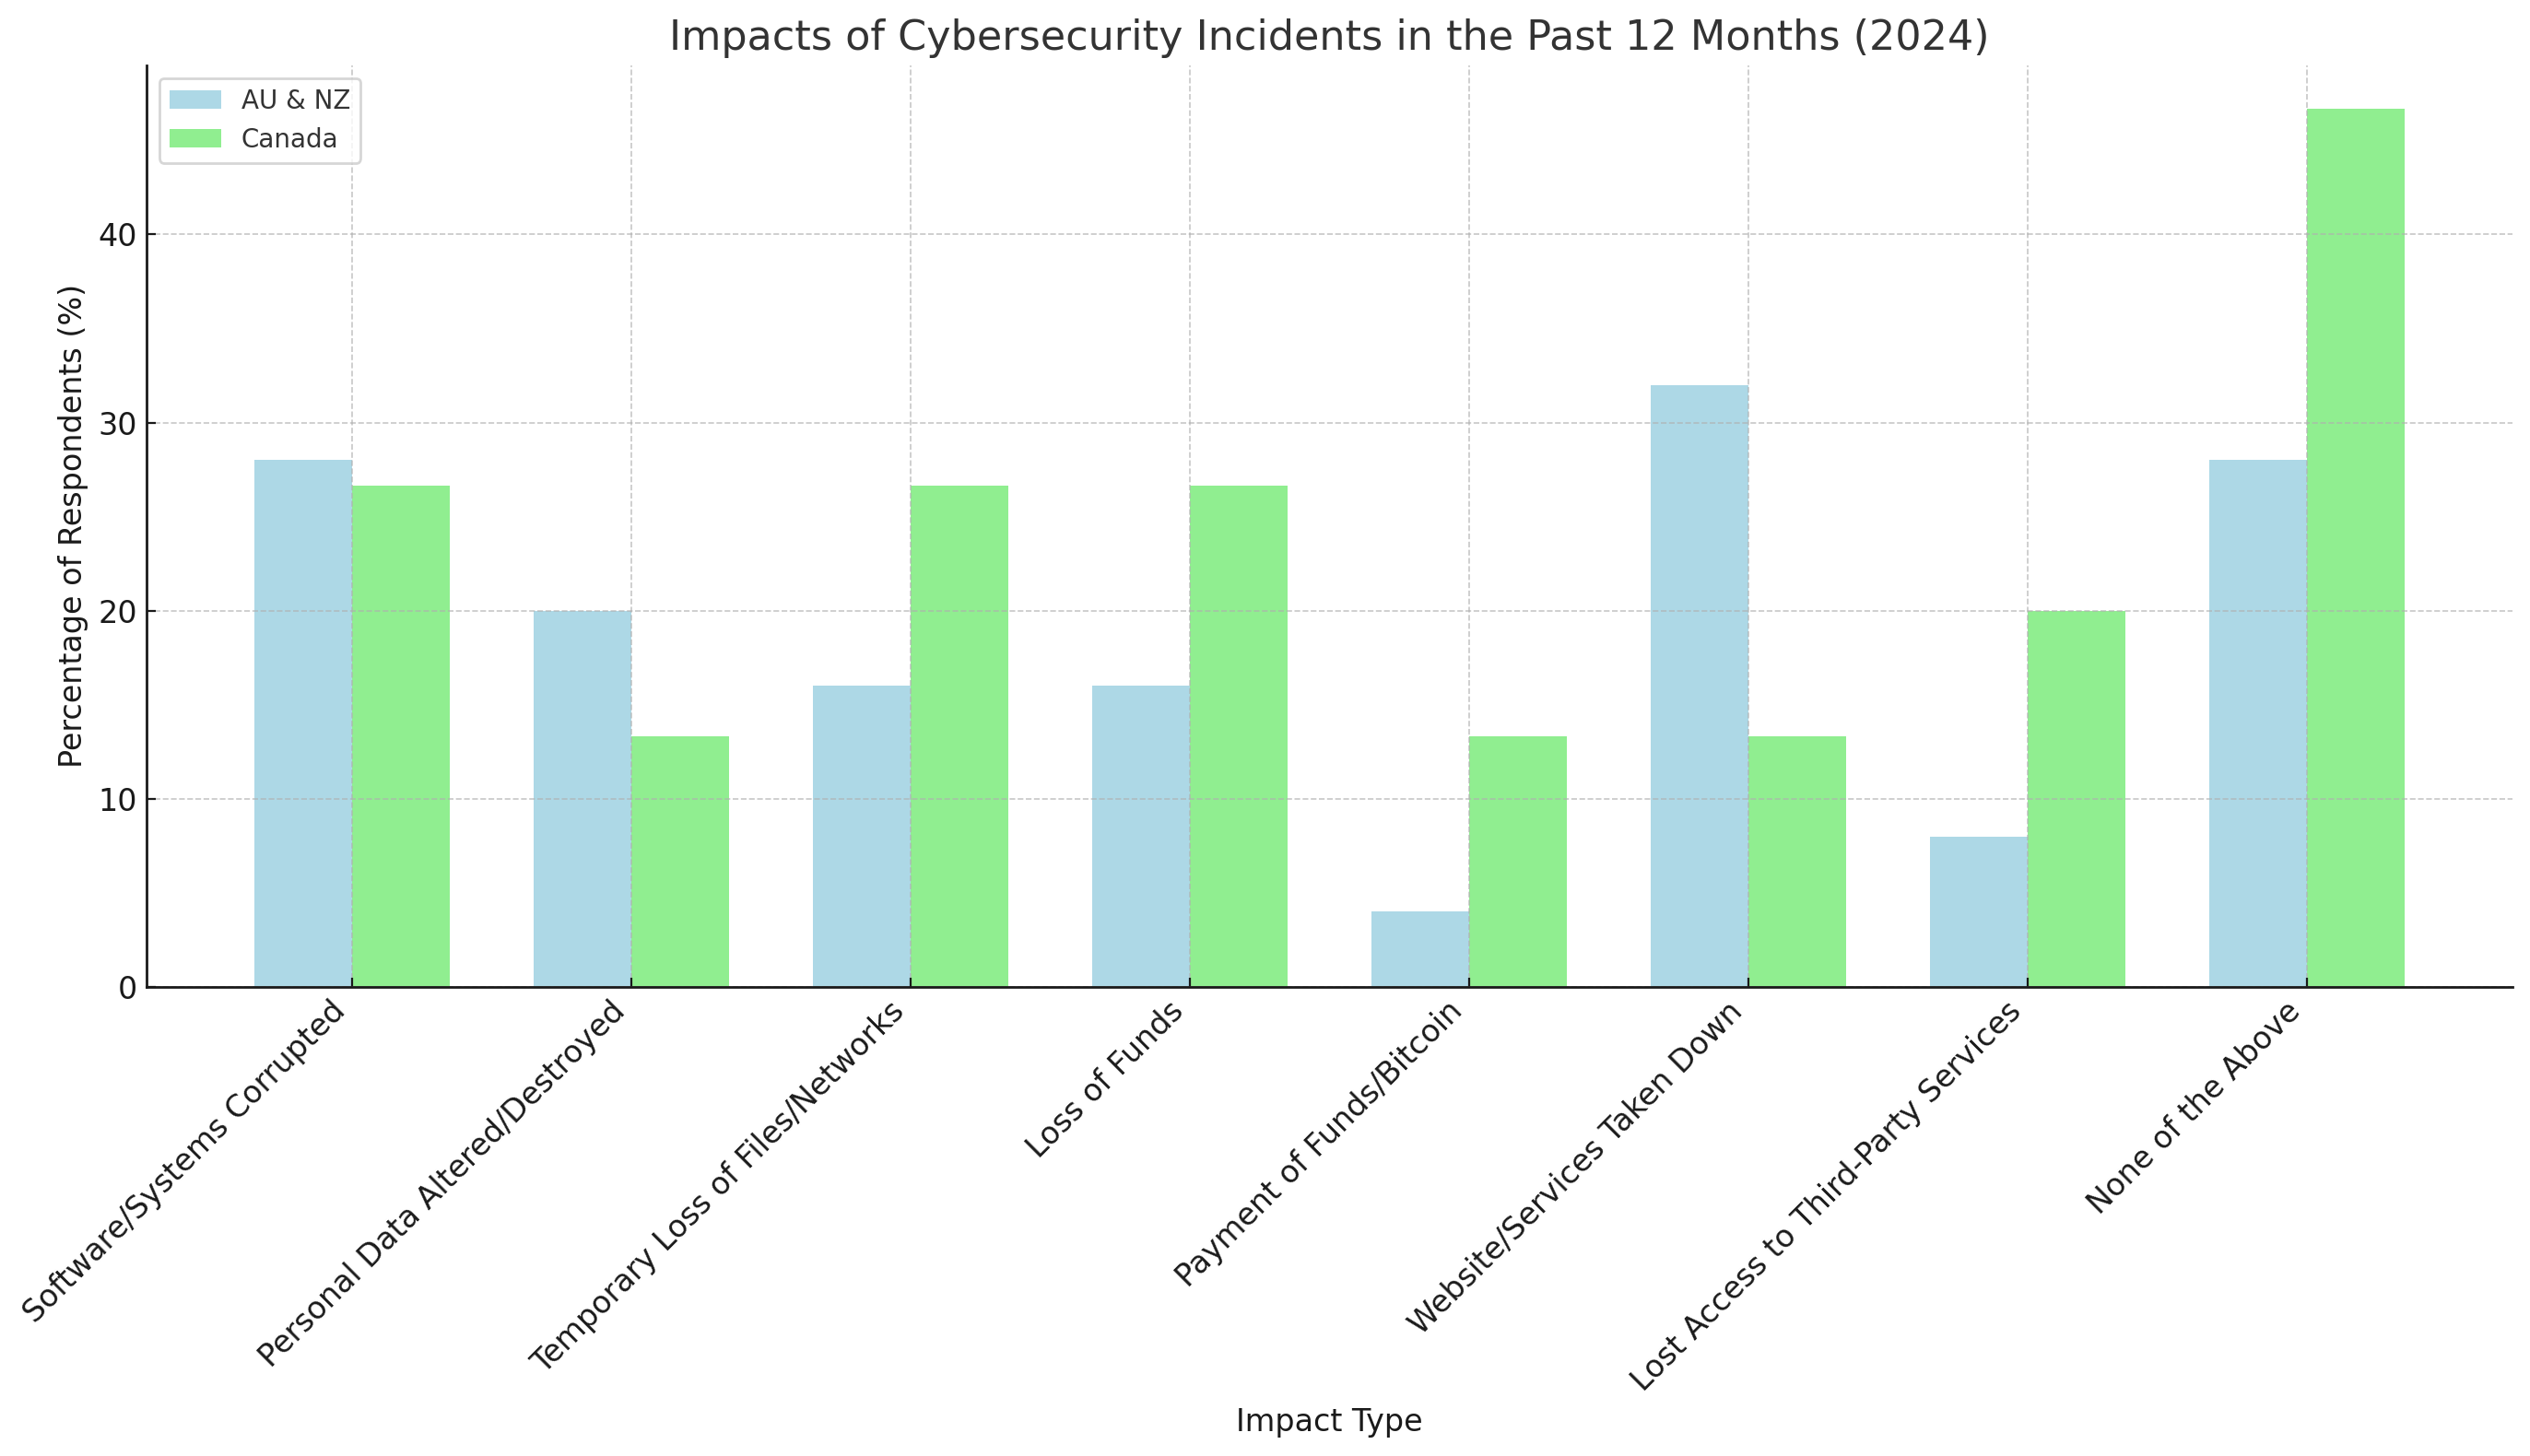 Impacts of Cybersecurity Incidents in the Past 12 Months (2024)
AU & NZ
Canada
Percentage of Respondents (%)
40
30
20
10
0
Software/Systems Corrupted
Personal Data Altered/Destroyed
Temporary Loss of Files/Networks
Loss of Funds
Payment of Funds/Bitcoin
Website/Services Taken Down
Lost Access to Third-Party Services
None of the Above
Impact Type